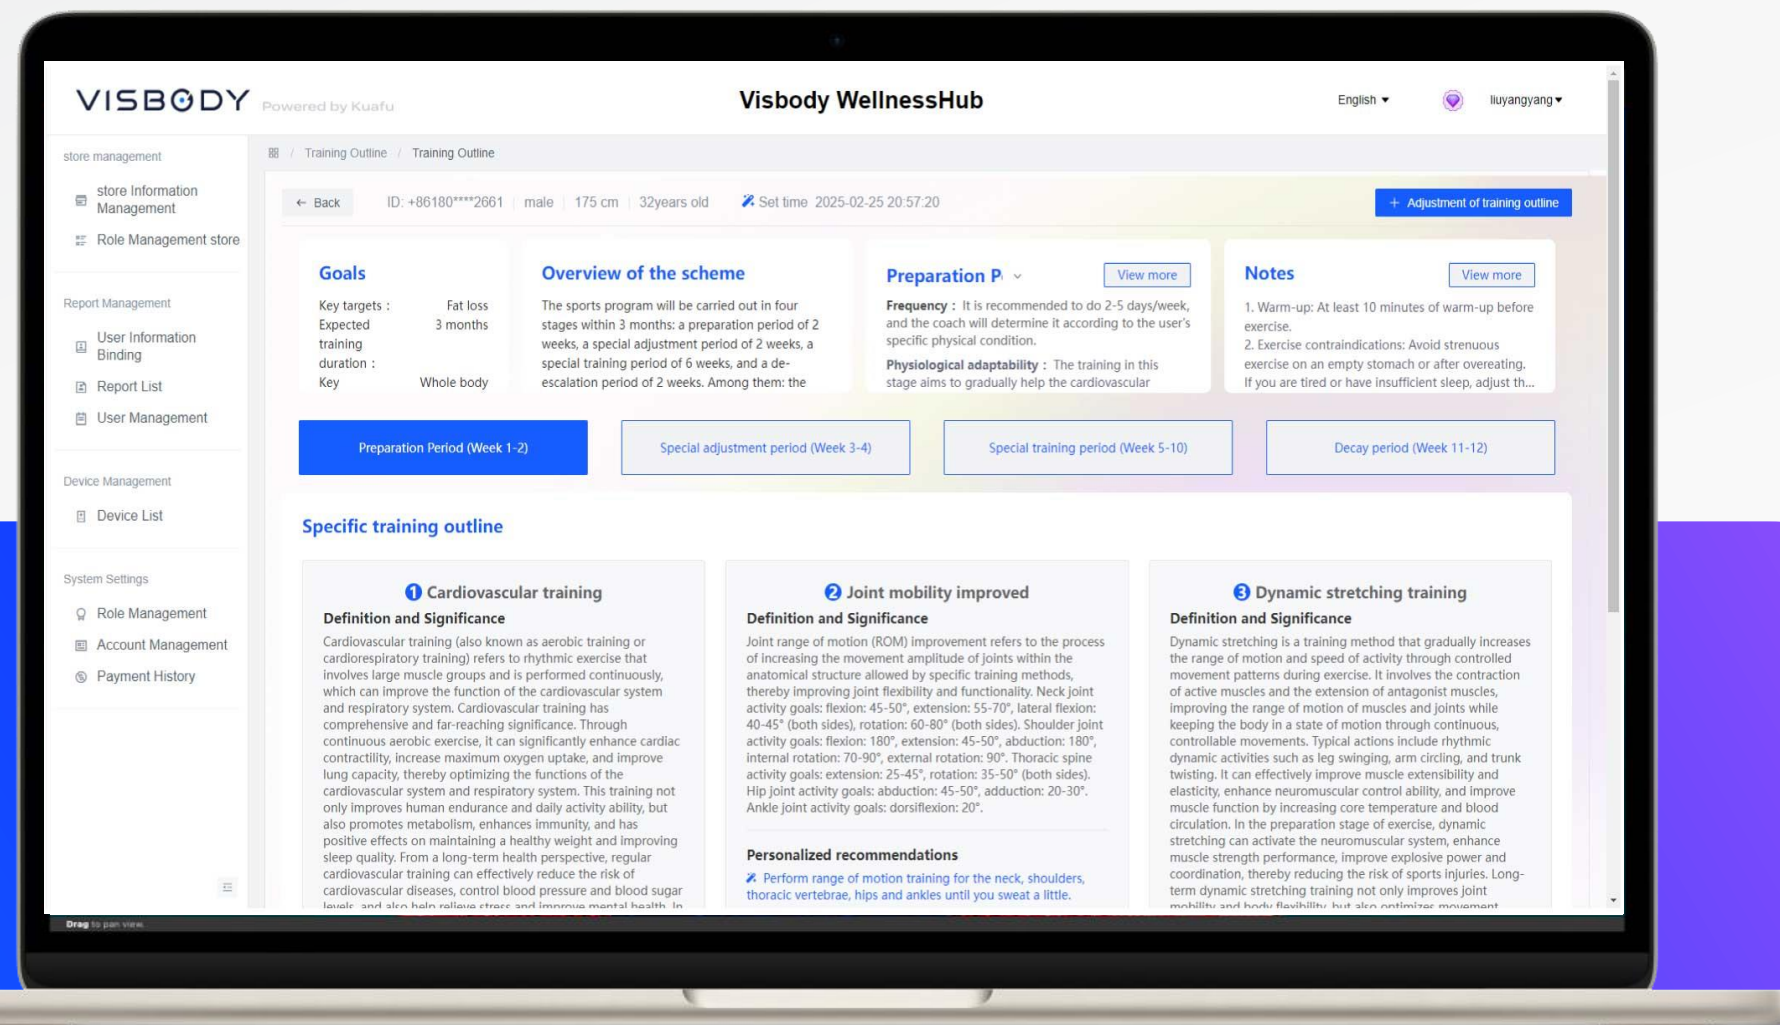 VISBODY Powered by Kuafu
Visbody WellnessHub
English
liuyangyang
store management
store Information
Management
Role Management store
Report Management
User Information
Binding
Report List
User Management
Device Management
Device List
System Settings
Role Management
Account Management
Payment History
/ Training Outline / Training Outline
← Back
ID: +86180****2661 | male | 175 cm | 32years old
Set time 2025-02-25 20:57:20
+ Adjustment of training outline
Goals
Key targets : Fat loss
Expected 3 months
training
duration :
Key Whole body
Overview of the scheme
The sports program will be carried out in four
stages within 3 months: a preparation period of 2
weeks, a special adjustment period of 2 weeks, a
special training period of 6 weeks, and a de-
escalation period of 2 weeks. Among them: the
Preparation P
View more
Frequency : It is recommended to do 2-5 days/week,
and the coach will determine it according to the user's
specific physical condition.
Physiological adaptability : The training in this
stage aims to gradually help the cardiovascular
Notes
View more
1. Warm-up: At least 10 minutes of warm-up before
exercise.
2. Exercise contraindications: Avoid strenuous
exercise on an empty stomach or after overeating.
If you are tired or have insufficient sleep, adjust th...
Preparation Period (Week 1-2)
Special adjustment period (Week 3-4)
Special training period (Week 5-10)
Decay period (Week 11-12)
Specific training outline
1 Cardiovascular training
Definition and Significance
Cardiovascular training (also known as aerobic training or
cardiorespiratory training) refers to rhythmic exercise that
involves large muscle groups and is performed continuously,
which can improve the function of the cardiovascular system
and respiratory system. Cardiovascular training has
comprehensive and far-reaching significance. Through
continuous aerobic exercise, it can significantly enhance cardiac
contractility, increase maximum oxygen uptake, and improve
lung capacity, thereby optimizing the functions of the
cardiovascular system and respiratory system. This training not
only improves human endurance and daily activity ability, but
also promotes metabolism, enhances immunity, and has
positive effects on maintaining a healthy weight and improving
sleep quality. From a long-term health perspective, regular
cardiovascular training can effectively reduce the risk of
cardiovascular diseases, control blood pressure and blood sugar
levels, and also help relieve stress and improve mental health. In
2 Joint mobility improved
Definition and Significance
Joint range of motion (ROM) improvement refers to the process
of increasing the movement amplitude of joints within the
anatomical structure allowed by specific training methods,
thereby improving joint flexibility and functionality. Neck joint
activity goals: flexion: 45-50°, extension: 55-70°, lateral flexion:
40-45° (both sides), rotation: 60-80° (both sides). Shoulder joint
activity goals: flexion: 180°, extension: 45-50°, abduction: 180°,
internal rotation: 70-90°, external rotation: 90°. Thoracic spine
activity goals: extension: 25-45°, rotation: 35-50° (both sides).
Hip joint activity goals: abduction: 45-50°, adduction: 20-30°.
Ankle joint activity goals: dorsiflexion: 20°.
Personalized recommendations
Perform range of motion training for the neck, shoulders,
thoracic vertebrae, hips and ankles until you sweat a little.
3 Dynamic stretching training
Definition and Significance
Dynamic stretching is a training method that gradually increases
the range of motion and speed of activity through controlled
movement patterns during exercise. It involves the contraction
of active muscles and the extension of antagonist muscles,
improving the range of motion of muscles and joints while
keeping the body in a state of motion through continuous,
controllable movements. Typical actions include rhythmic
dynamic activities such as leg swinging, arm circling, and trunk
twisting. It can effectively improve muscle extensibility and
elasticity, enhance neuromuscular control ability, and improve
muscle function by increasing core temperature and blood
circulation. In the preparation stage of exercise, dynamic
stretching can activate the neuromuscular system, enhance
muscle strength performance, improve explosive power and
coordination, thereby reducing the risk of sports injuries. Long-
term dynamic stretching training not only improves joint
mobility and body flexibility, but also optimizes movement
Drag to pan view.